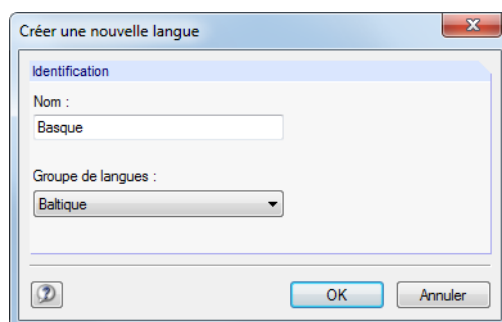 Créer une nouvelle langue
Identification
Nom :
Basque
Groupe de langues :
Baltique
OK Annuler